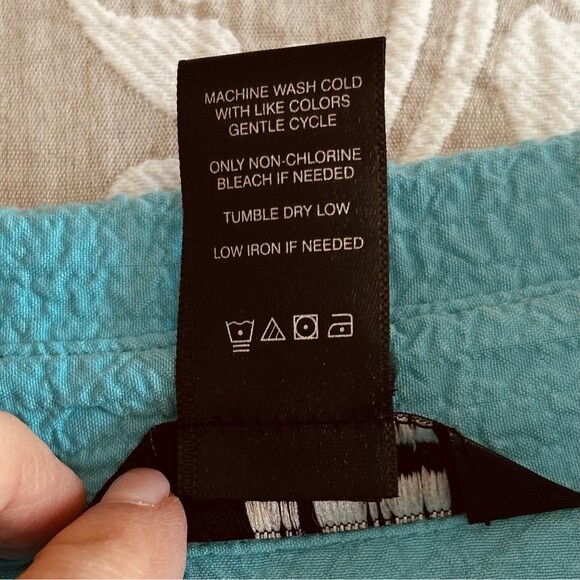 MACHINE WASH COLD
WITH LIKE COLORS
GENTLE CYCLE
ONLY NON-CHLORINE
BLEACH IF NEEDED
TUMBLE DRY LOW
LOW IRON IF NEEDED